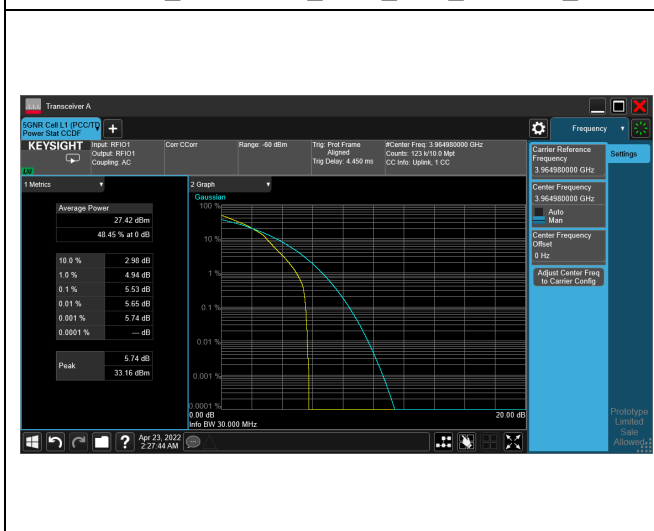 Transceiver A
5GNR Cell L1 (PCC/TD
Power Stat CCDF
Frequency
KEYSIGHT
LV
Input: RFIO1
Output: RFIO1
Coupling: AC
Corr CCorr
Range: -60 dBm
Trig: Prot Frame
Aligned
Trig Delay: 4.450 ms
#Center Freq: 3.964980000 GHz
Counts: 123 k/10.0 Mpt
CC Info: Uplink, 1 CC
Carrier Reference
Frequency
3.964980000 GHz
Settings
Center Frequency
3.964980000 GHz
Auto
Man
Center Frequency
Offset
0 Hz
Adjust Center Freq
to Carrier Config
1 Metrics
Average Power
27.42 dBm
48.45 % at 0 dB
10.0 % 2.98 dB
1.0 % 4.94 dB
0.1 % 5.53 dB
0.01 % 5.65 dB
0.001 % 5.74 dB
0.0001 % --- dB
Peak
5.74 dB
33.16 dBm
2 Graph
Gaussian
100 %
10 %
1 %
0.1 %
0.01 %
0.001 %
0.0001 %
0.00 dB
20.00 dB
Info BW 30.000 MHz
Prototype
Limited
Sale
Allowed
?
Apr 23, 2022
2:27:44 AM